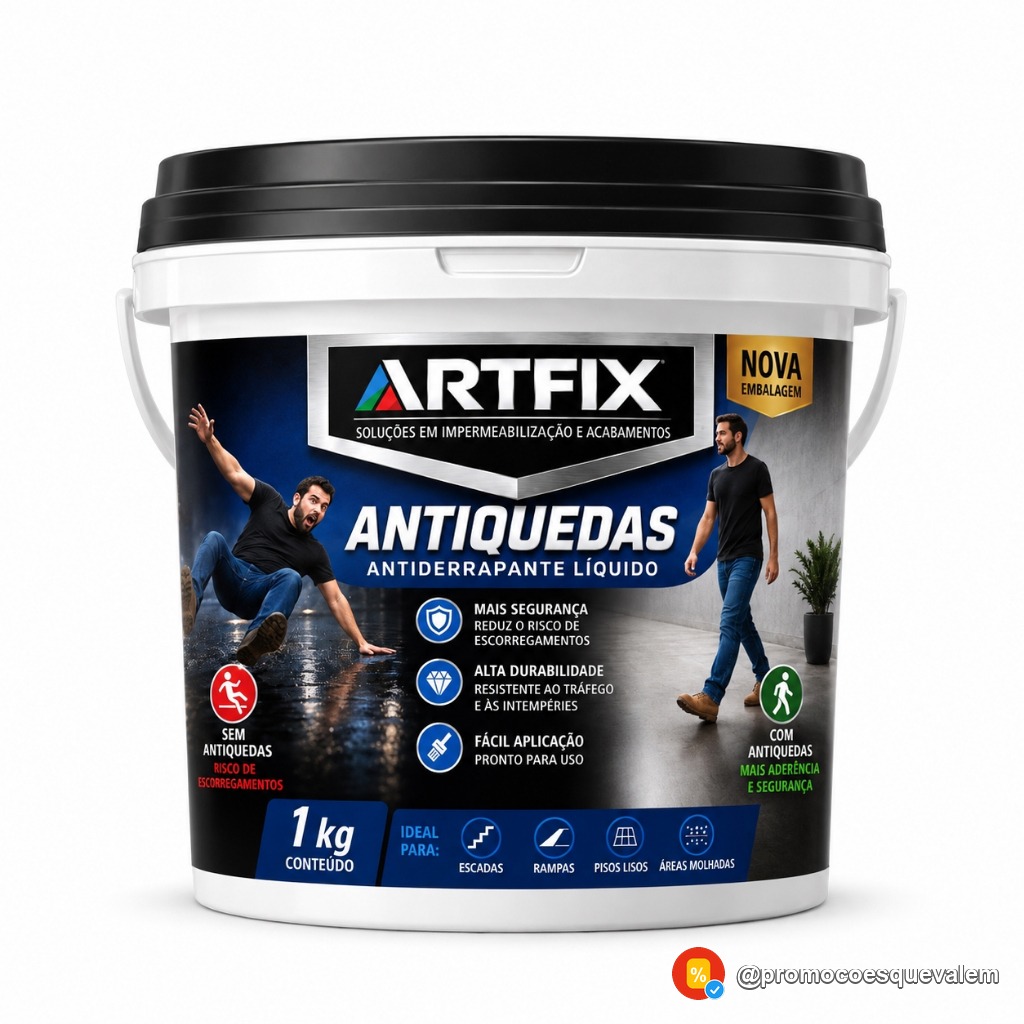 ARTFIX
SOLUÇÕES EM IMPERMEABILIZAÇÃO E ACABAMENTOS
NOVA
EMBALAGEM
ANTIQUEDAS
ANTIDERRAPANTE LÍQUIDO
MAIS SEGURANÇA
REDUZ O RISCO DE
ESCORREGAMENTOS
ALTA DURABILIDADE
RESISTENTE AO TRÁFEGO
E ÀS INTEMPÉRIES
FÁCIL APLICAÇÃO
PRONTO PARA USO
SEM
ANTIQUEDAS
RISCO DE
ESCORREGAMENTOS
COM
ANTIQUEDAS
MAIS ADERÊNCIA
E SEGURANÇA
1 kg
CONTEÚDO
IDEAL
PARA:
ESCADAS
RAMPAS
PISOS LISOS
ÁREAS MOLHADAS
%
@promocoesquevalem